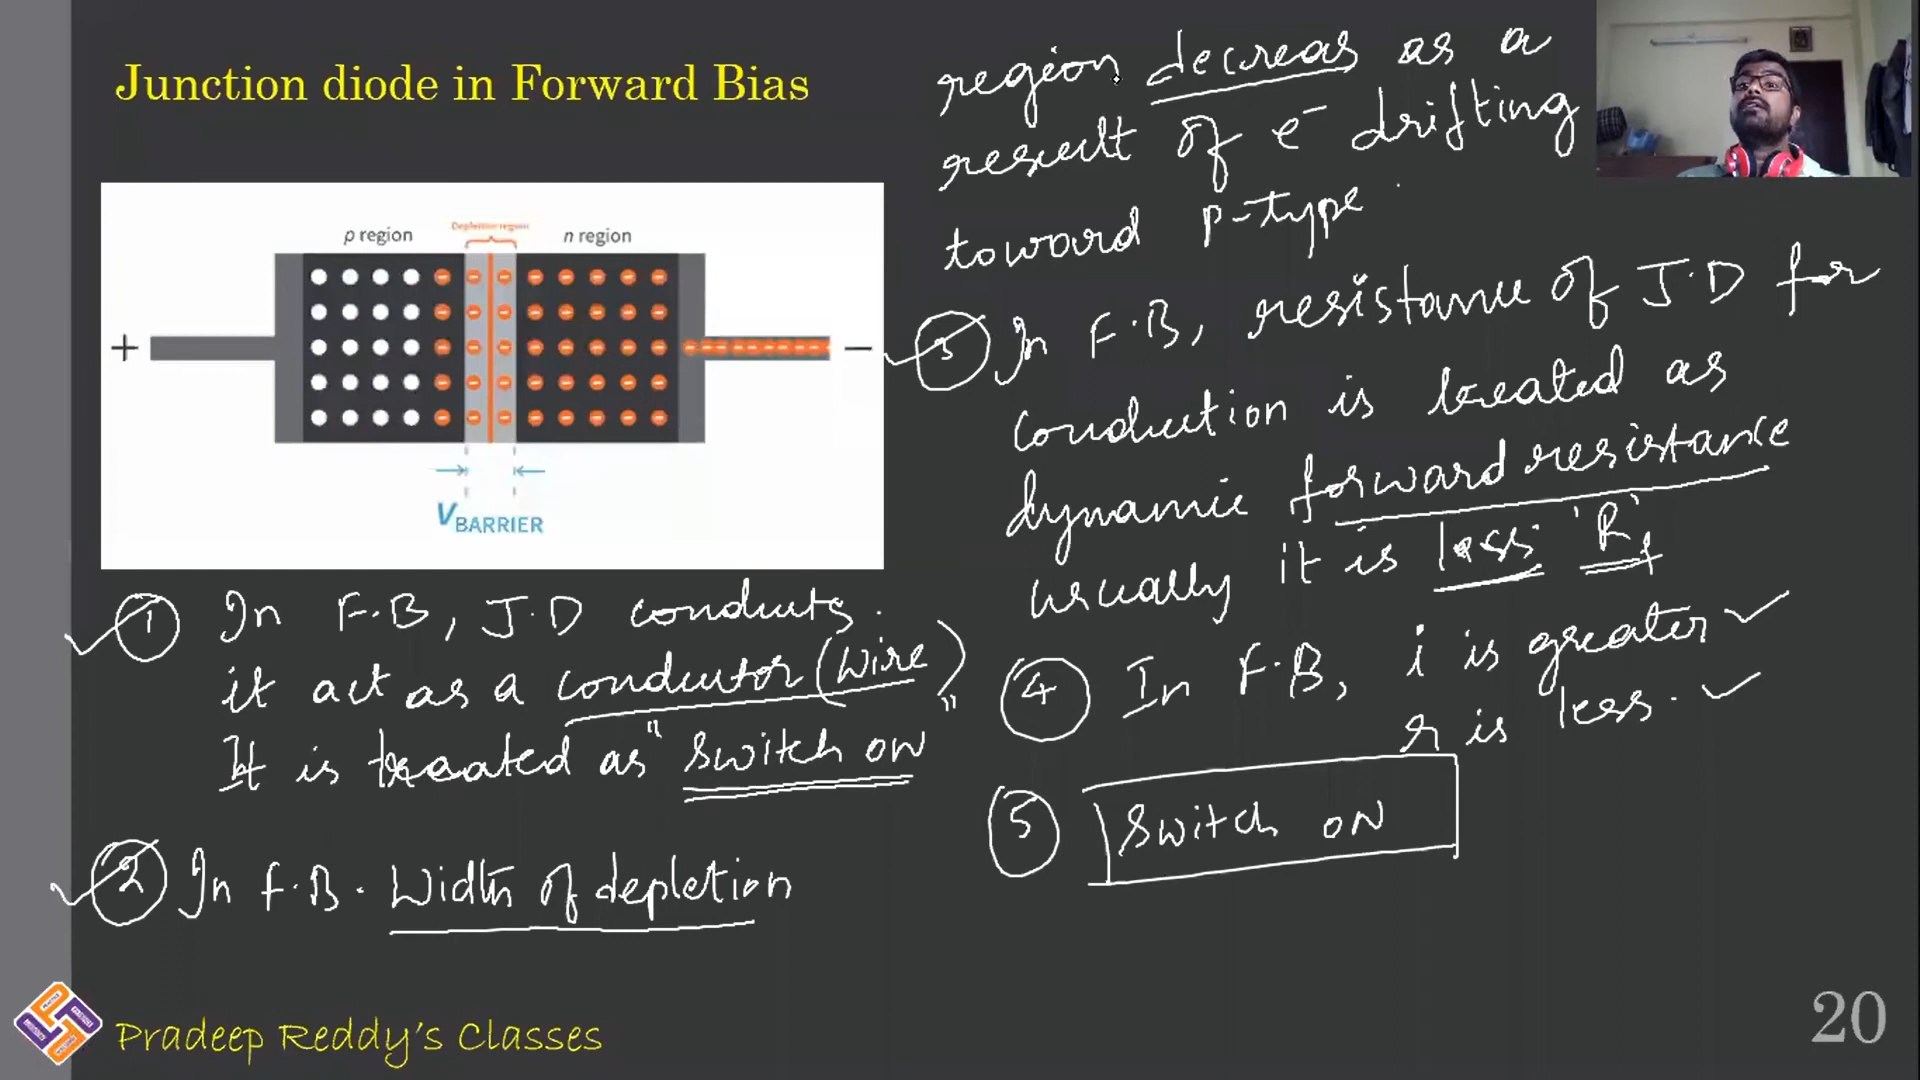 Junction diode in Forward Bias
p region
Depletion region
n region
+
−
VBARRIER
① In F.B, J.D conducts.
it act as a conductor (wire)
It is treated as "switch on"
② In F.B. Width of depletion
region decreas as a
result of e⁻ drifting
toward P-type
③ In F.B, resistance of J.D for
conduction is treated as
dynamic forward resistance
usually it is less. 'Rf'
④ In F.B, i is greater
r is less.
⑤ Switch ON
Pradeep Reddy's Classes
20